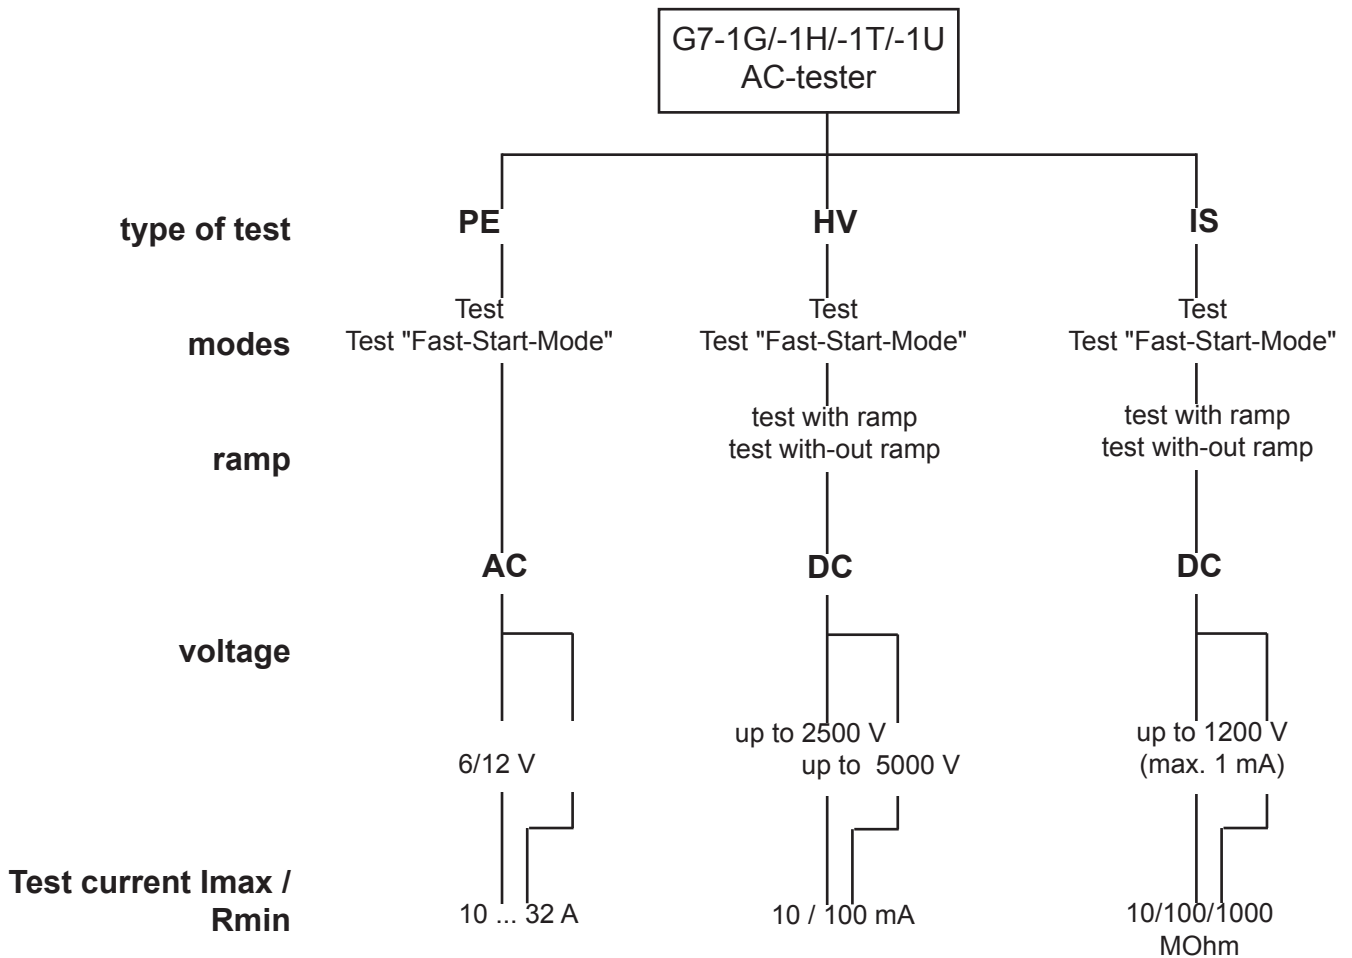 G7-1G/-1H/-1T/-1U
AC-tester
type of test
PE
HV
IS
modes
Test
Test "Fast-Start-Mode"
Test
Test "Fast-Start-Mode"
Test
Test "Fast-Start-Mode"
ramp
test with ramp
test with-out ramp
test with ramp
test with-out ramp
AC
DC
DC
voltage
6/12 V
up to 2500 V
up to 5000 V
up to 1200 V
(max. 1 mA)
Test current Imax /
Rmin
10 ... 32 A
10 / 100 mA
10/100/1000
MOhm